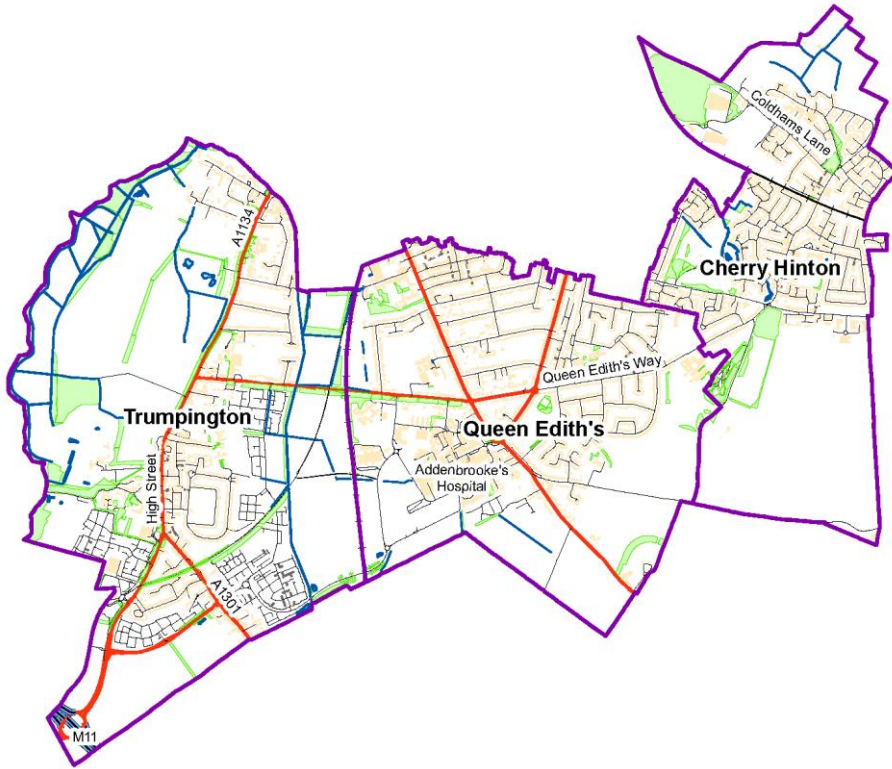 Coldhams Lane
A1134
Cherry Hinton
Queen Edith's Way
Trumpington
Queen Edith's
Addenbrooke's
Hospital
High Street
A1301
M11